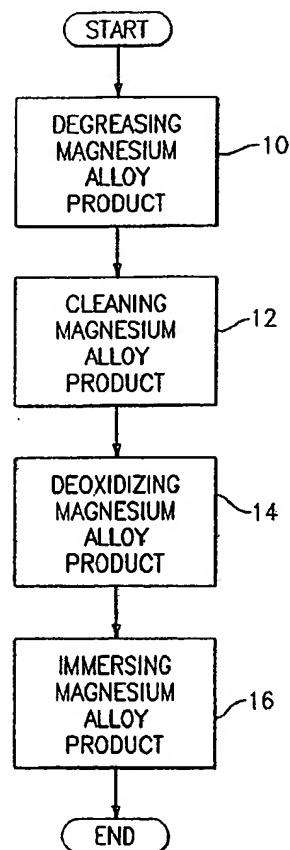 START
DEGREASING
MAGNESIUM
ALLOY
PRODUCT
10
CLEANING
MAGNESIUM
ALLOY
PRODUCT
12
DEOXIDIZING
MAGNESIUM
ALLOY
PRODUCT
14
IMMERSING
MAGNESIUM
ALLOY
PRODUCT
16
END